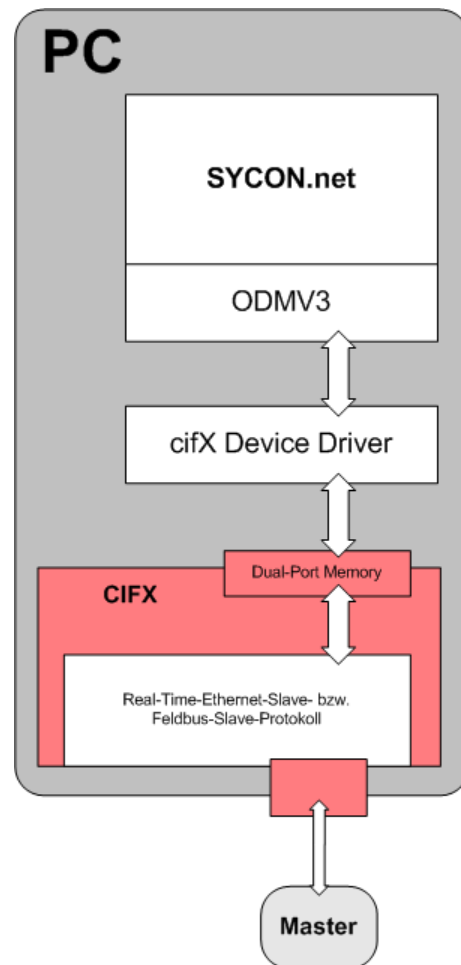 PC
SYCON.net
ODMV3
cifX Device Driver
Dual-Port Memory
CIFX
Real-Time-Ethernet-Slave- bzw.
Feldbus-Slave-Protokoll
Master